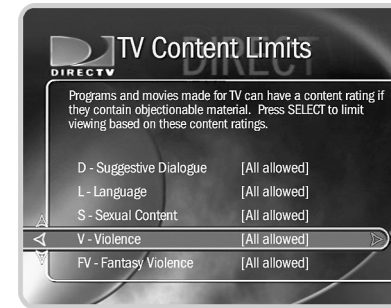 TV Content Limits
DIRECT
DIRECTV
Programs and movies made for TV can have a content rating if
they contain objectionable material. Press SELECT to limit
viewing based on these content ratings.
D - Suggestive Dialogue [All allowed]
L - Language [All allowed]
S - Sexual Content [All allowed]
V - Violence [All allowed]
FV - Fantasy Violence [All allowed]